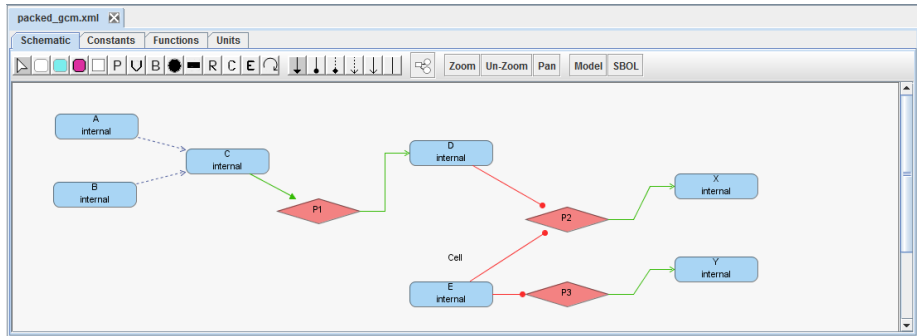 packed_gcm.xml
Schematic Constants Functions Units
P V B R C E Zoom Un-Zoom Pan Model SBOL
A
internal
B
internal
C
internal
P1
D
internal
P2
X
internal
Cell
E
internal
P3
Y
internal